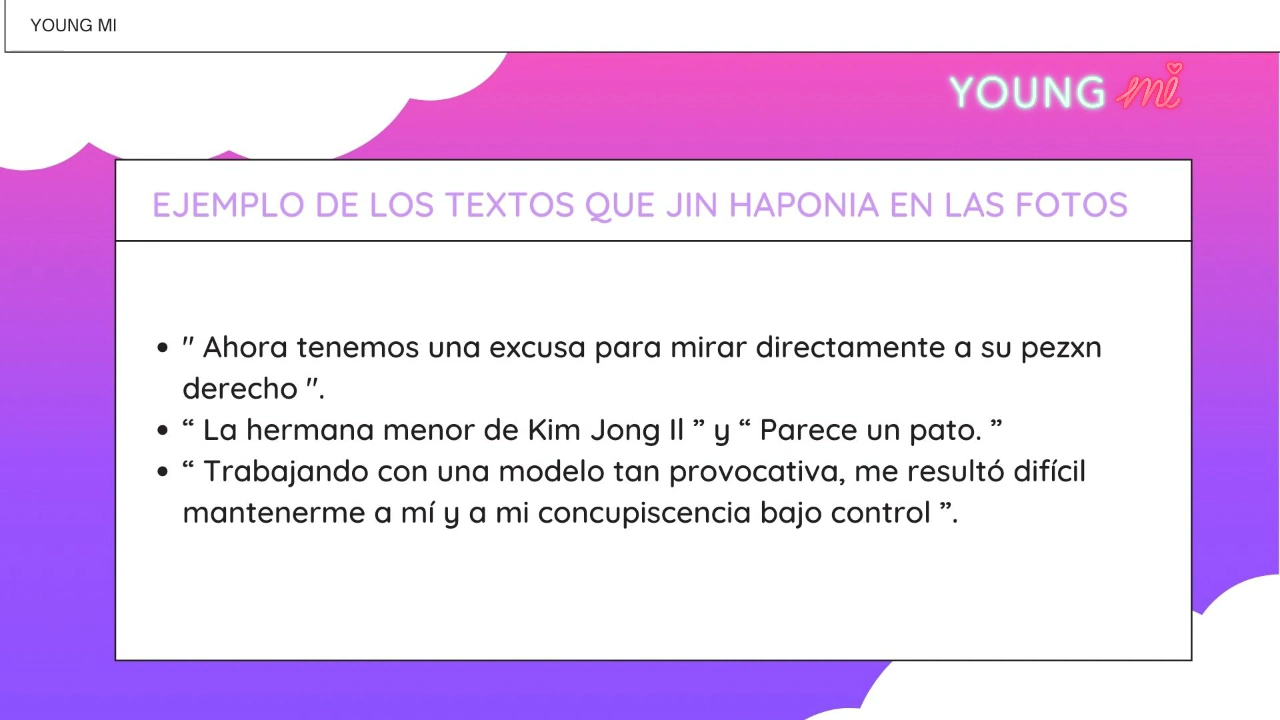 YOUNG MI
YOUNG mi
EJEMPLO DE LOS TEXTOS QUE JIN HAPONIA EN LAS FOTOS
• " Ahora tenemos una excusa para mirar directamente a su pezxn
derecho ".
• “ La hermana menor de Kim Jong Il ” y “ Parece un pato. ”
• “ Trabajando con una modelo tan provocativa, me resultó difícil
mantenerme a mí y a mi concupiscencia bajo control ”.